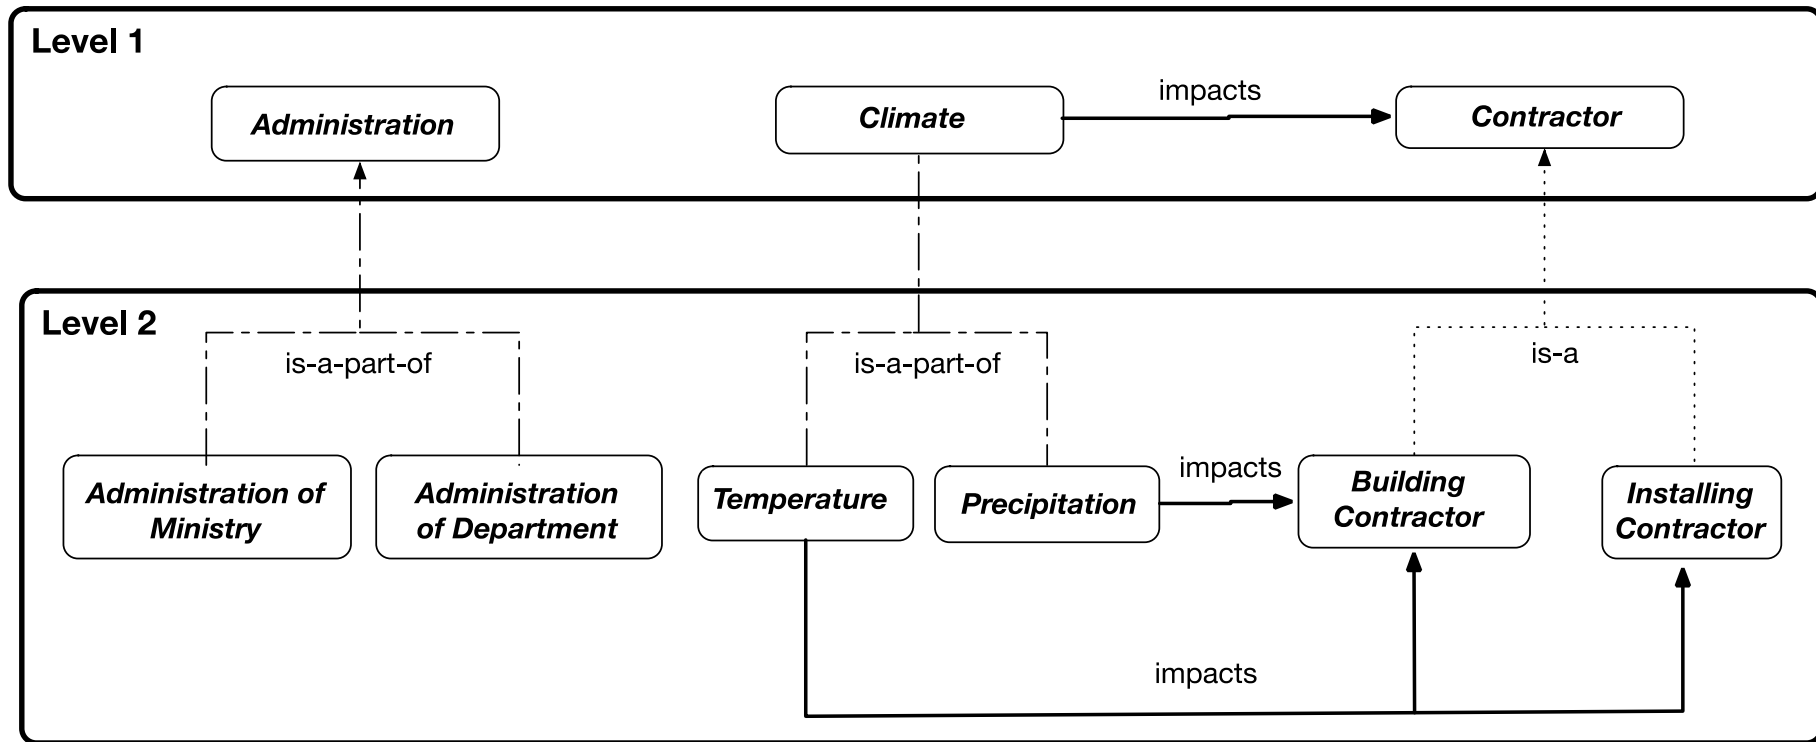 Level 1
Administration
Climate
impacts
Contractor
Level 2
is-a-part-of
is-a-part-of
is-a
Administration of
Ministry
Administration
of Department
Temperature
Precipitation
impacts
Building
Contractor
Installing
Contractor
impacts